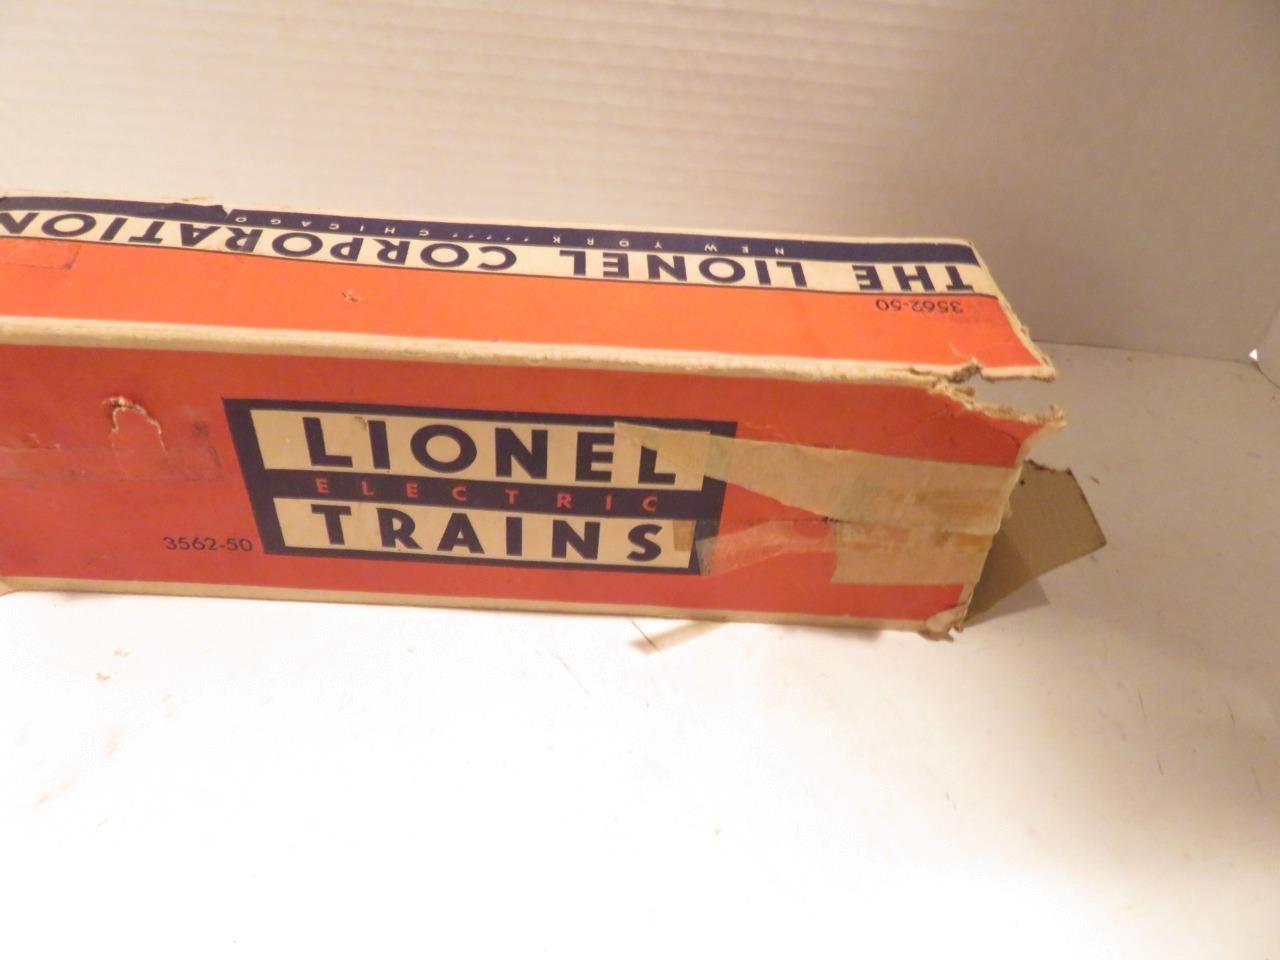 THE LIONEL CORPORATION
NEW YORK ····· CHICAGO
3562-50
LIONEL
ELECTRIC
TRAINS
3562-50